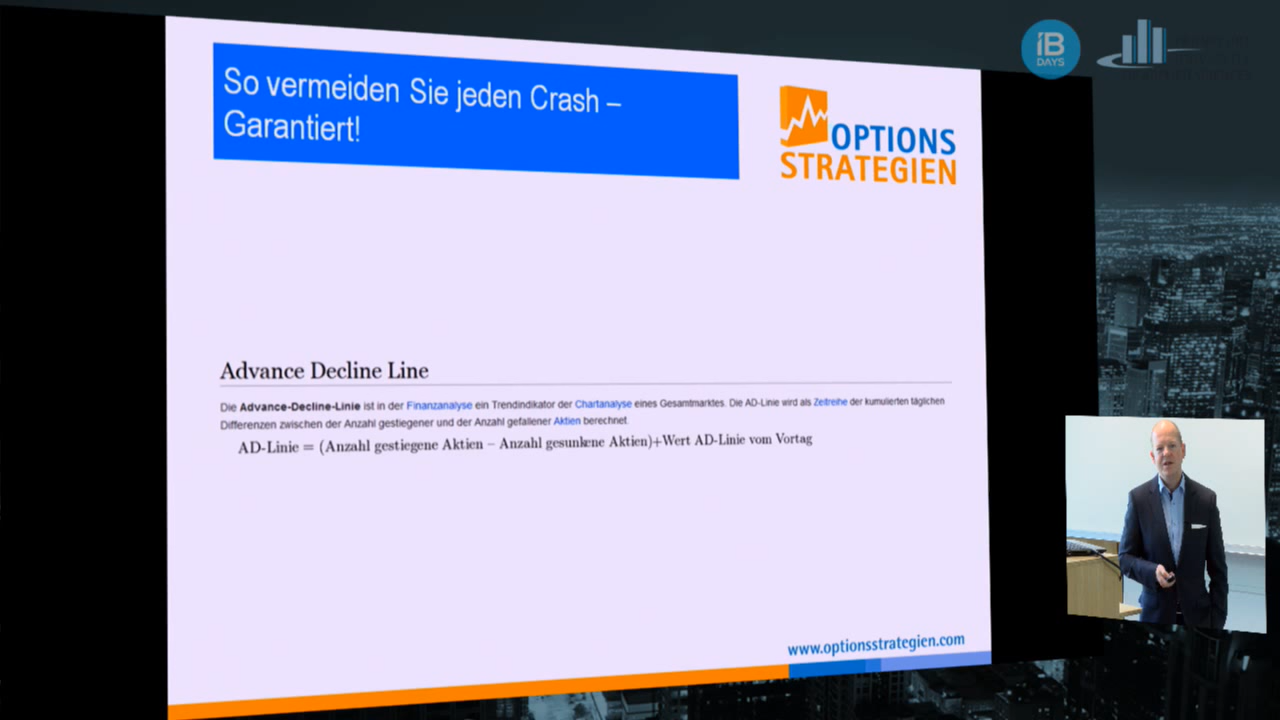 So vermeiden Sie jeden Crash –
Garantiert!
OPTIONS
STRATEGIEN
iB
DAYS
Advance Decline Line
Die Advance-Decline-Linie ist in der Finanzanalyse ein Trendindikator der Chartanalyse eines Gesamtmarktes. Die AD-Linie wird als Zeitreihe der kumulierten täglichen
Differenzen zwischen der Anzahl gestiegener und der Anzahl gefallener Aktien berechnet.
AD-Linie = (Anzahl gestiegene Aktien − Anzahl gesunkene Aktien)+Wert AD-Linie vom Vortag
www.optionsstrategien.com